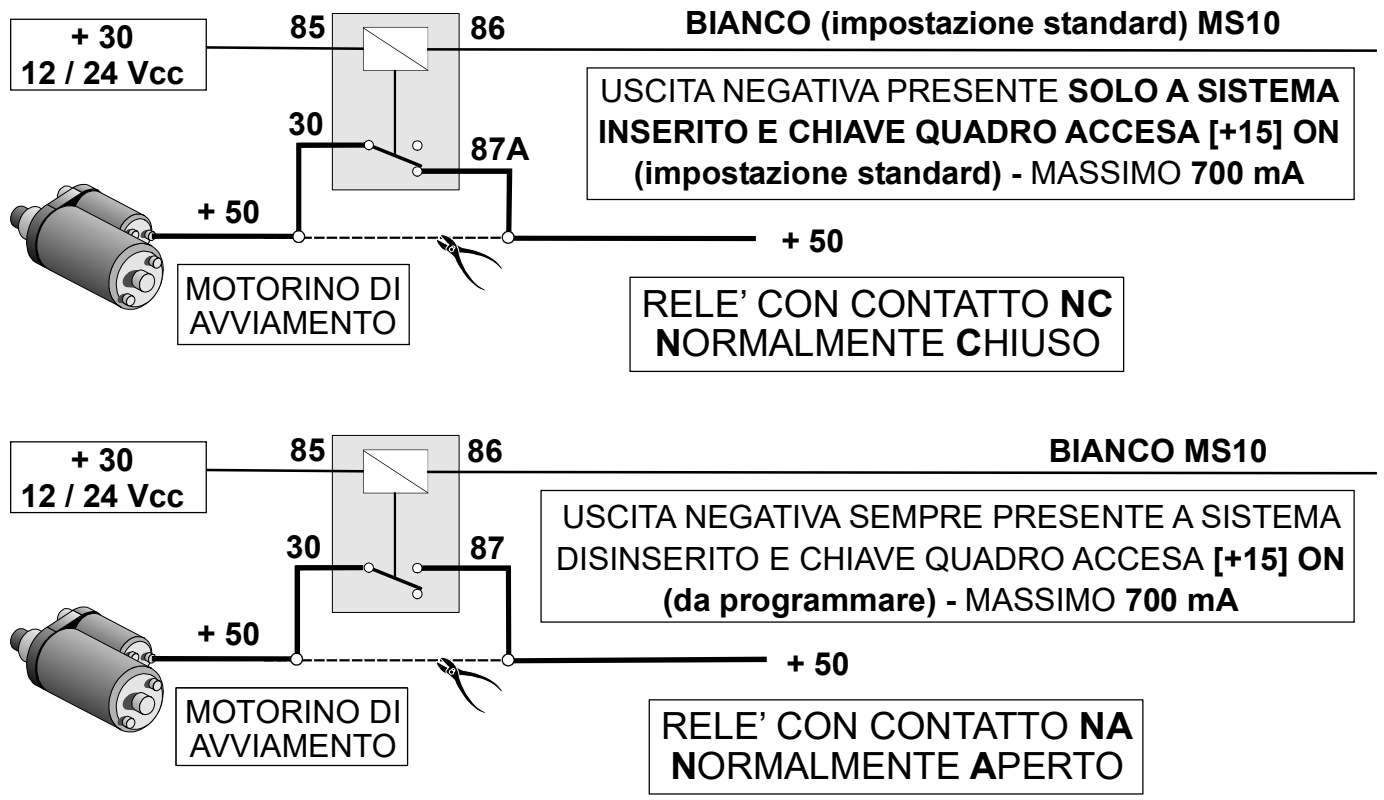 + 30
12 / 24 Vcc
85
86
BIANCO (impostazione standard) MS10
USCITA NEGATIVA PRESENTE SOLO A SISTEMA
INSERITO E CHIAVE QUADRO ACCESA [+15] ON
(impostazione standard) - MASSIMO 700 mA
30
87A
+ 50
+ 50
MOTORINO DI
AVVIAMENTO
RELE’ CON CONTATTO NC
NORMALMENTE CHIUSO
+ 30
12 / 24 Vcc
85
86
BIANCO MS10
USCITA NEGATIVA SEMPRE PRESENTE A SISTEMA
DISINSERITO E CHIAVE QUADRO ACCESA [+15] ON
(da programmare) - MASSIMO 700 mA
30
87
+ 50
+ 50
MOTORINO DI
AVVIAMENTO
RELE’ CON CONTATTO NA
NORMALMENTE APERTO